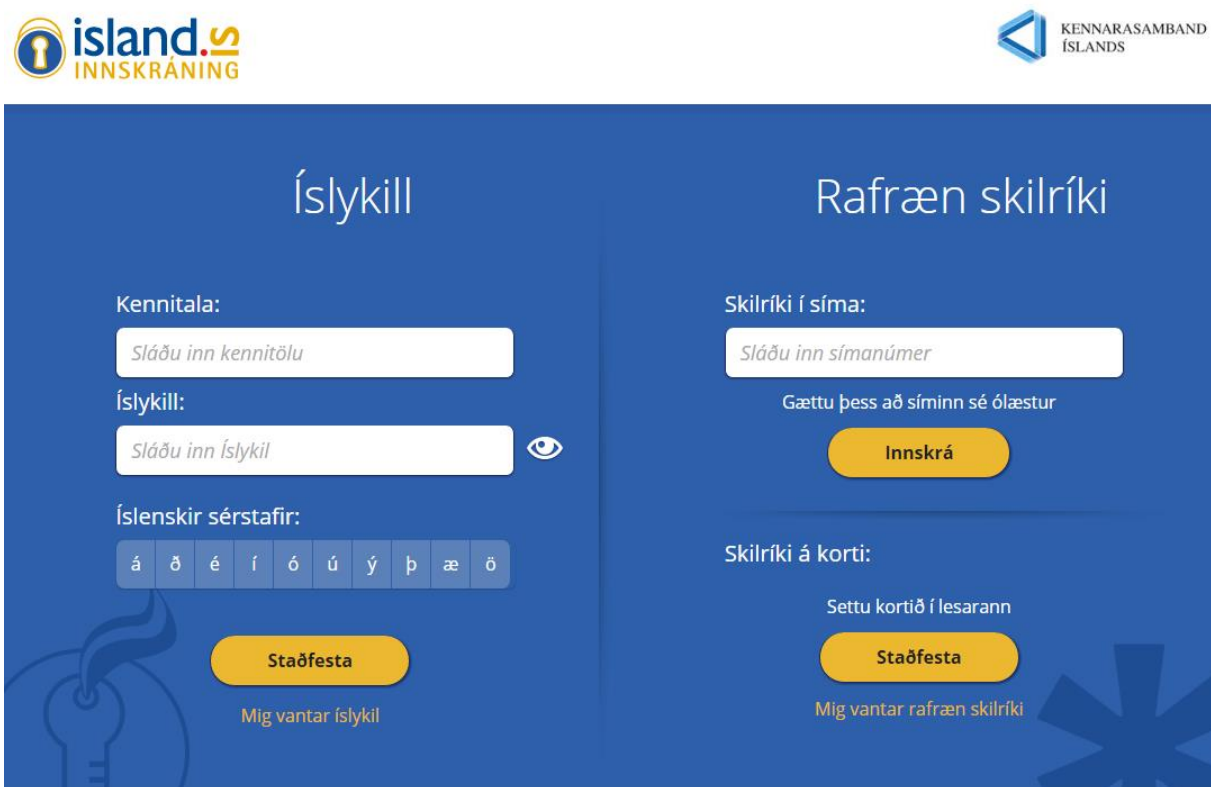 island.is
INNSKRÁNING
KENNARASAMBAND
ÍSLANDS
Íslykill
Kennitala:
Sláðu inn kennitölu
Íslykill:
Sláðu inn Íslykil
Íslenskir sérstafir:
á ð é í ó ú ý þ æ ö
Staðfesta
Mig vantar íslykil
Rafræn skilríki
Skilríki í síma:
Sláðu inn símanúmer
Gættu þess að síminn sé ólæstur
Innskrá
Skilríki á korti:
Settu kortið í lesarann
Staðfesta
Mig vantar rafræn skilríki